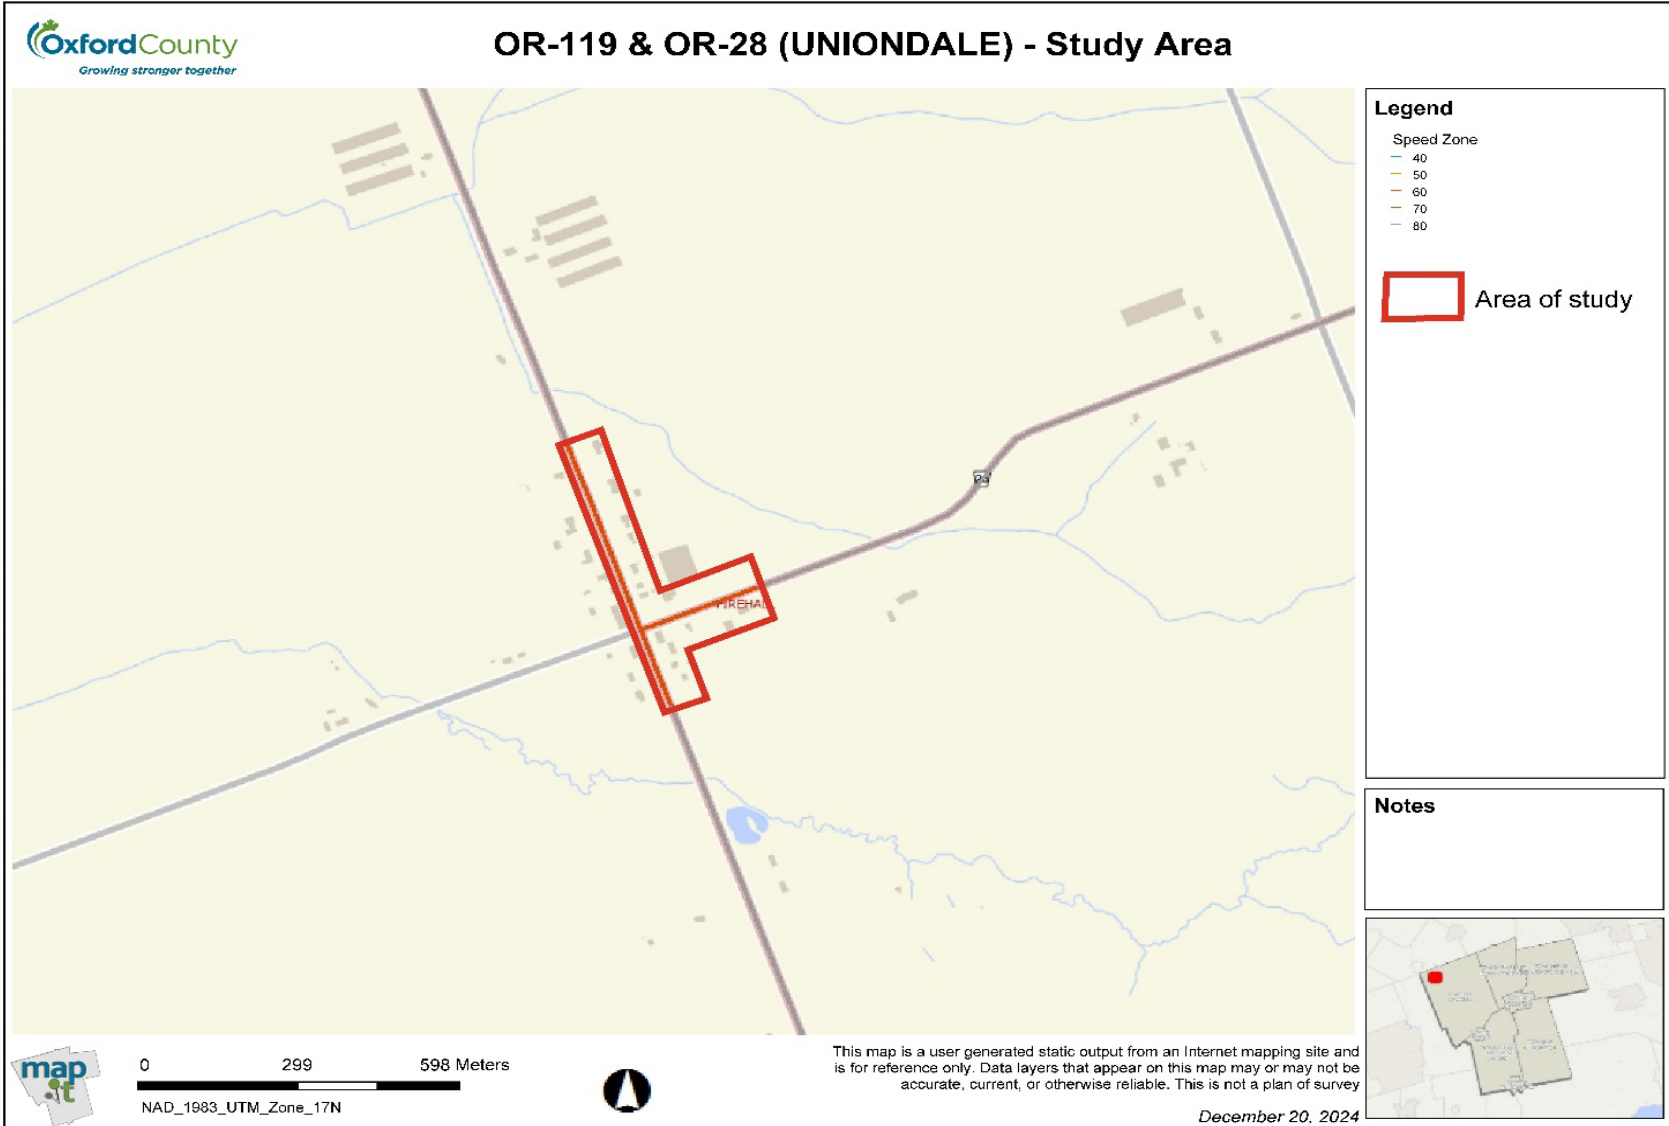 OxfordCounty
Growing stronger together
OR-119 & OR-28 (UNIONDALE) - Study Area
Legend
Speed Zone
40
50
60
70
80
Area of study
FIREHAL
Notes
map it
0 299 598 Meters
NAD_1983_UTM_Zone_17N
This map is a user generated static output from an Internet mapping site and
is for reference only. Data layers that appear on this map may or may not be
accurate, current, or otherwise reliable. This is not a plan of survey
December 20, 2024